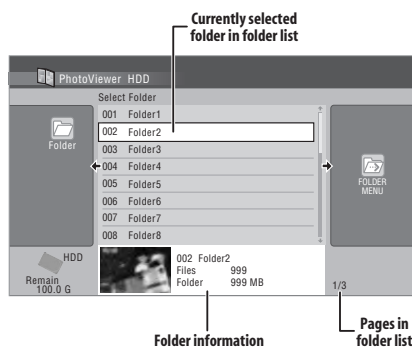 Currently selected
folder in folder list
PhotoViewer HDD
Select Folder
Folder
001 Folder1
002 Folder2
003 Folder3
004 Folder4
005 Folder5
006 Folder6
007 Folder7
008 Folder8
FOLDER
MENU
HDD
Remain
100.0 G
002 Folder2
Files 999
Folder 999 MB
1/3
Folder information
Pages in
folder list